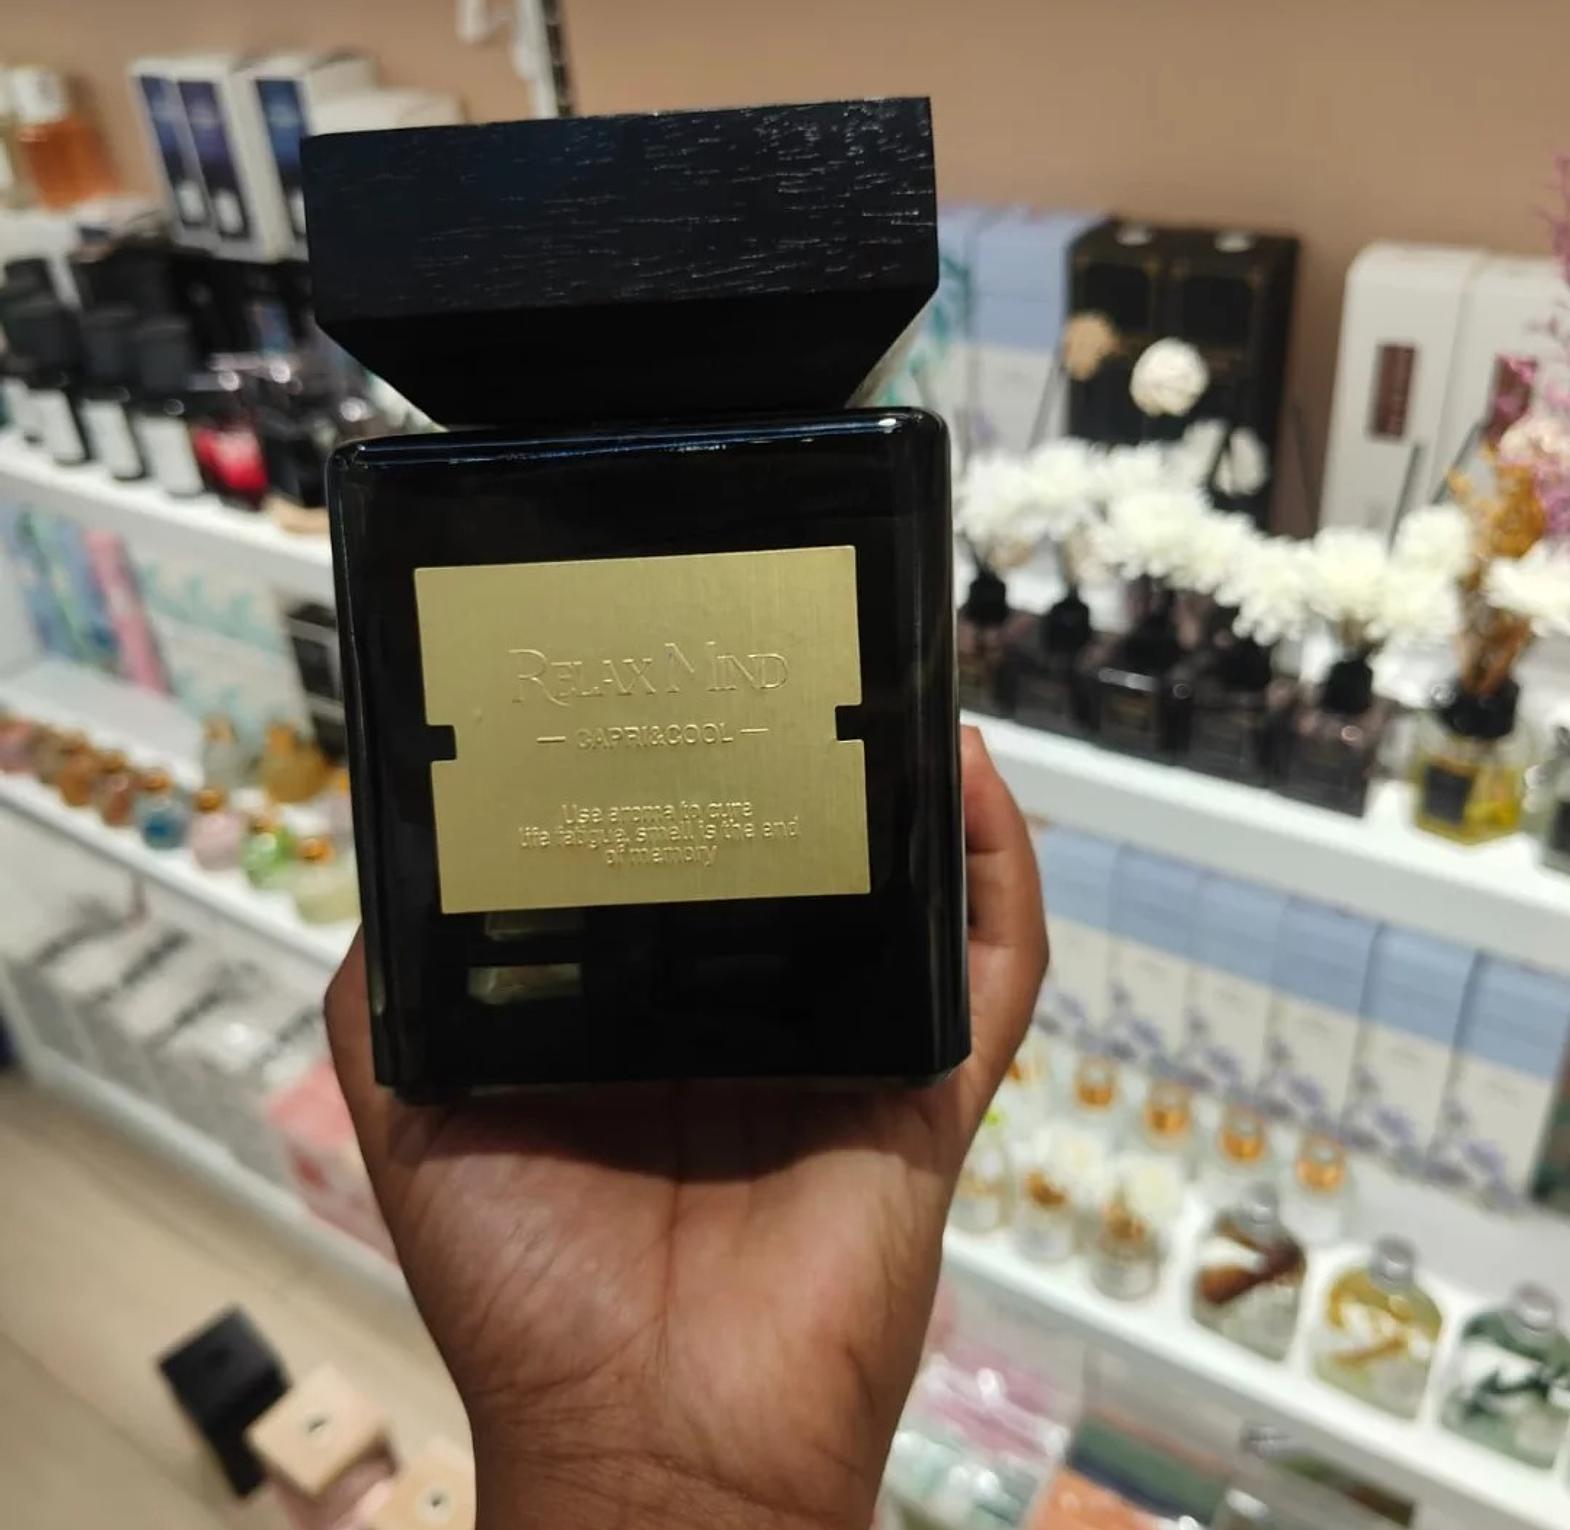 RELAX MIND
— CAPRI&COOL —
Use aroma to cure
life fatigue, smell is the end
of memory